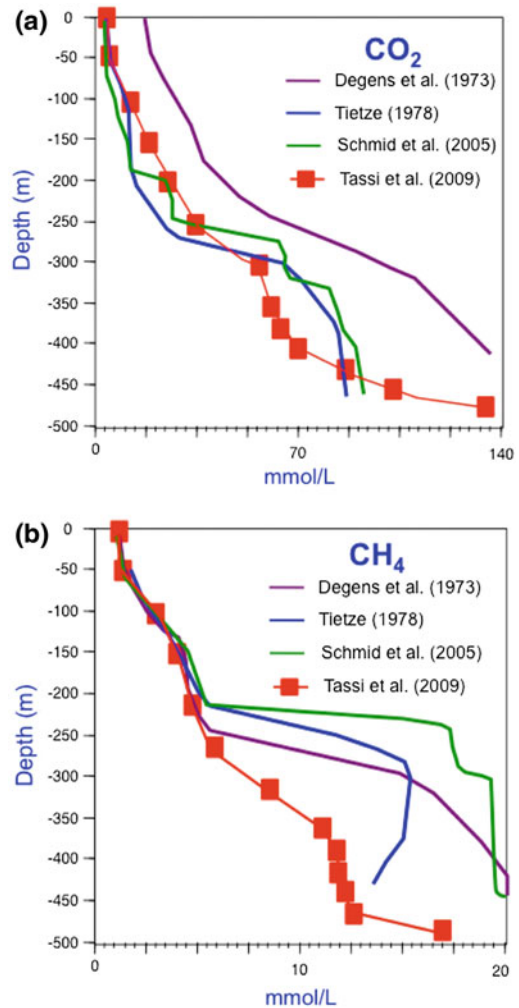 (a)
CO2
Degens et al. (1973)
Tietze (1978)
Schmid et al. (2005)
Tassi et al. (2009)
Depth (m)
0
-50
-100
-150
-200
-250
-300
-350
-400
-450
-500
0
70
140
mmol/L
(b)
CH4
Degens et al. (1973)
Tietze (1978)
Schmid et al. (2005)
Tassi et al. (2009)
Depth (m)
0
-50
-100
-150
-200
-250
-300
-350
-400
-450
-500
0
10
20
mmol/L